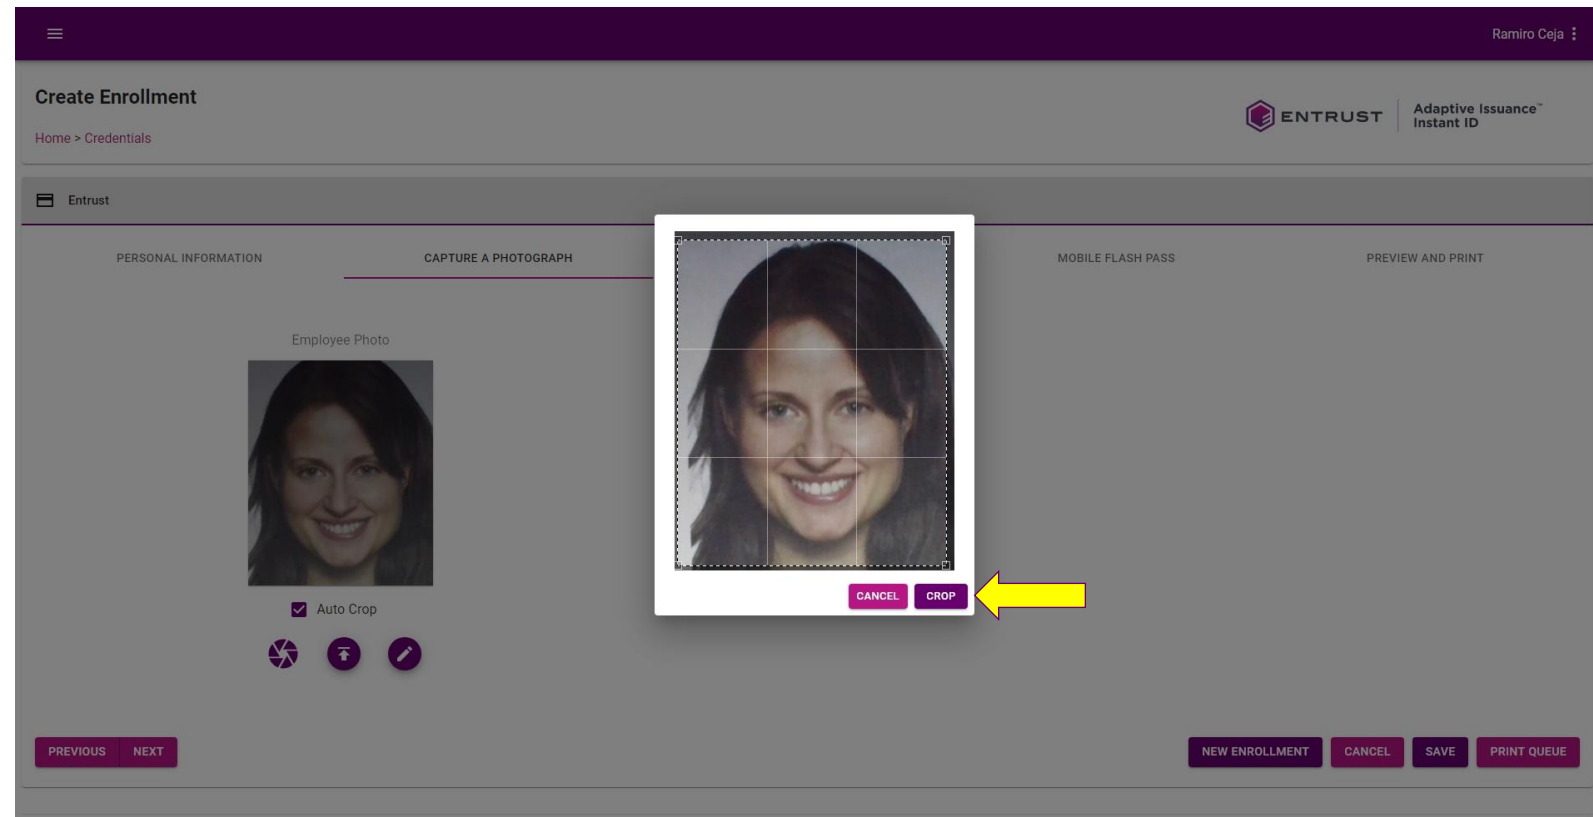 Ramiro Ceja
Create Enrollment
Home > Credentials
ENTRUST
Adaptive Issuance™
Instant ID
Entrust
PERSONAL INFORMATION
CAPTURE A PHOTOGRAPH
MOBILE FLASH PASS
PREVIEW AND PRINT
Employee Photo
Auto Crop
CANCEL CROP
PREVIOUS NEXT
NEW ENROLLMENT CANCEL SAVE PRINT QUEUE